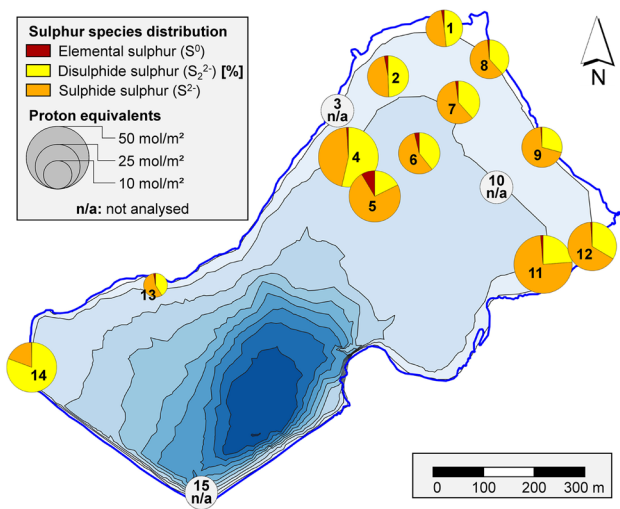 Sulphur species distribution
Elemental sulphur (S⁰)
Disulphide sulphur (S₂²⁻) [%]
Sulphide sulphur (S²⁻)
Proton equivalents
50 mol/m²
25 mol/m²
10 mol/m²
n/a: not analysed
N
1
2
8
3
n/a
7
4
6
9
5
10
n/a
11
12
13
14
15
n/a
0 100 200 300 m